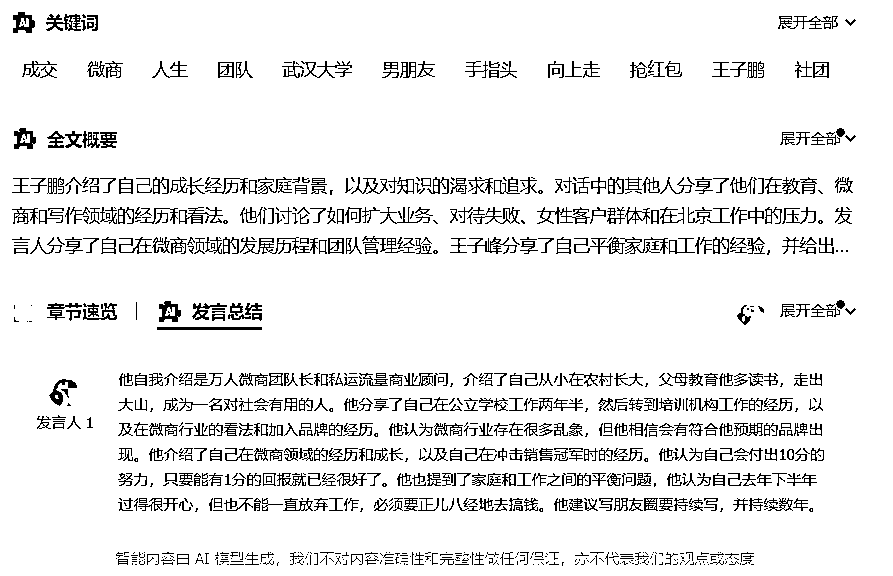 AI 关键词 展开全部
成交 微商 人生 团队 武汉大学 男朋友 手指头 向上走 抢红包 王子鹏 社团
AI 全文概要 展开全部
王子鹏介绍了自己的成长经历和家庭背景，以及对知识的渴求和追求。对话中的其他人分享了他们在教育、微
商和写作领域的经历和看法。他们讨论了如何扩大业务、对待失败、女性客户群体和在北京工作中的压力。发
言人分享了自己在微商领域的发展历程和团队管理经验。王子峰分享了自己平衡家庭和工作的经验，并给出...
章节速览 | AI 发言总结 展开全部
他自我介绍是万人微商团队长和私运流量商业顾问，介绍了自己从小在农村长大，父母教育他多读书，走出
大山，成为一名对社会有用的人。他分享了自己在公立学校工作两年半，然后转到培训机构工作的经历，以
发言人 1
及在微商行业的看法和加入品牌的经历。他认为微商行业存在很多乱象，但他相信会有符合他预期的品牌出
现。他介绍了自己在微商领域的经历和成长，以及自己在冲击销售冠军时的经历。他认为自己会付出10分的
努力，只要能有1分的回报就已经很好了。他也提到了家庭和工作之间的平衡问题，他认为自己去年下半年
过得很开心，但也不能一直放弃工作，必须要正儿八经地去搞钱。他建议写朋友圈要持续写，并持续数年。
智能内容由 AI 模型生成，我们不对内容准确性和完整性做任何保证，亦不代表我们的观点或态度